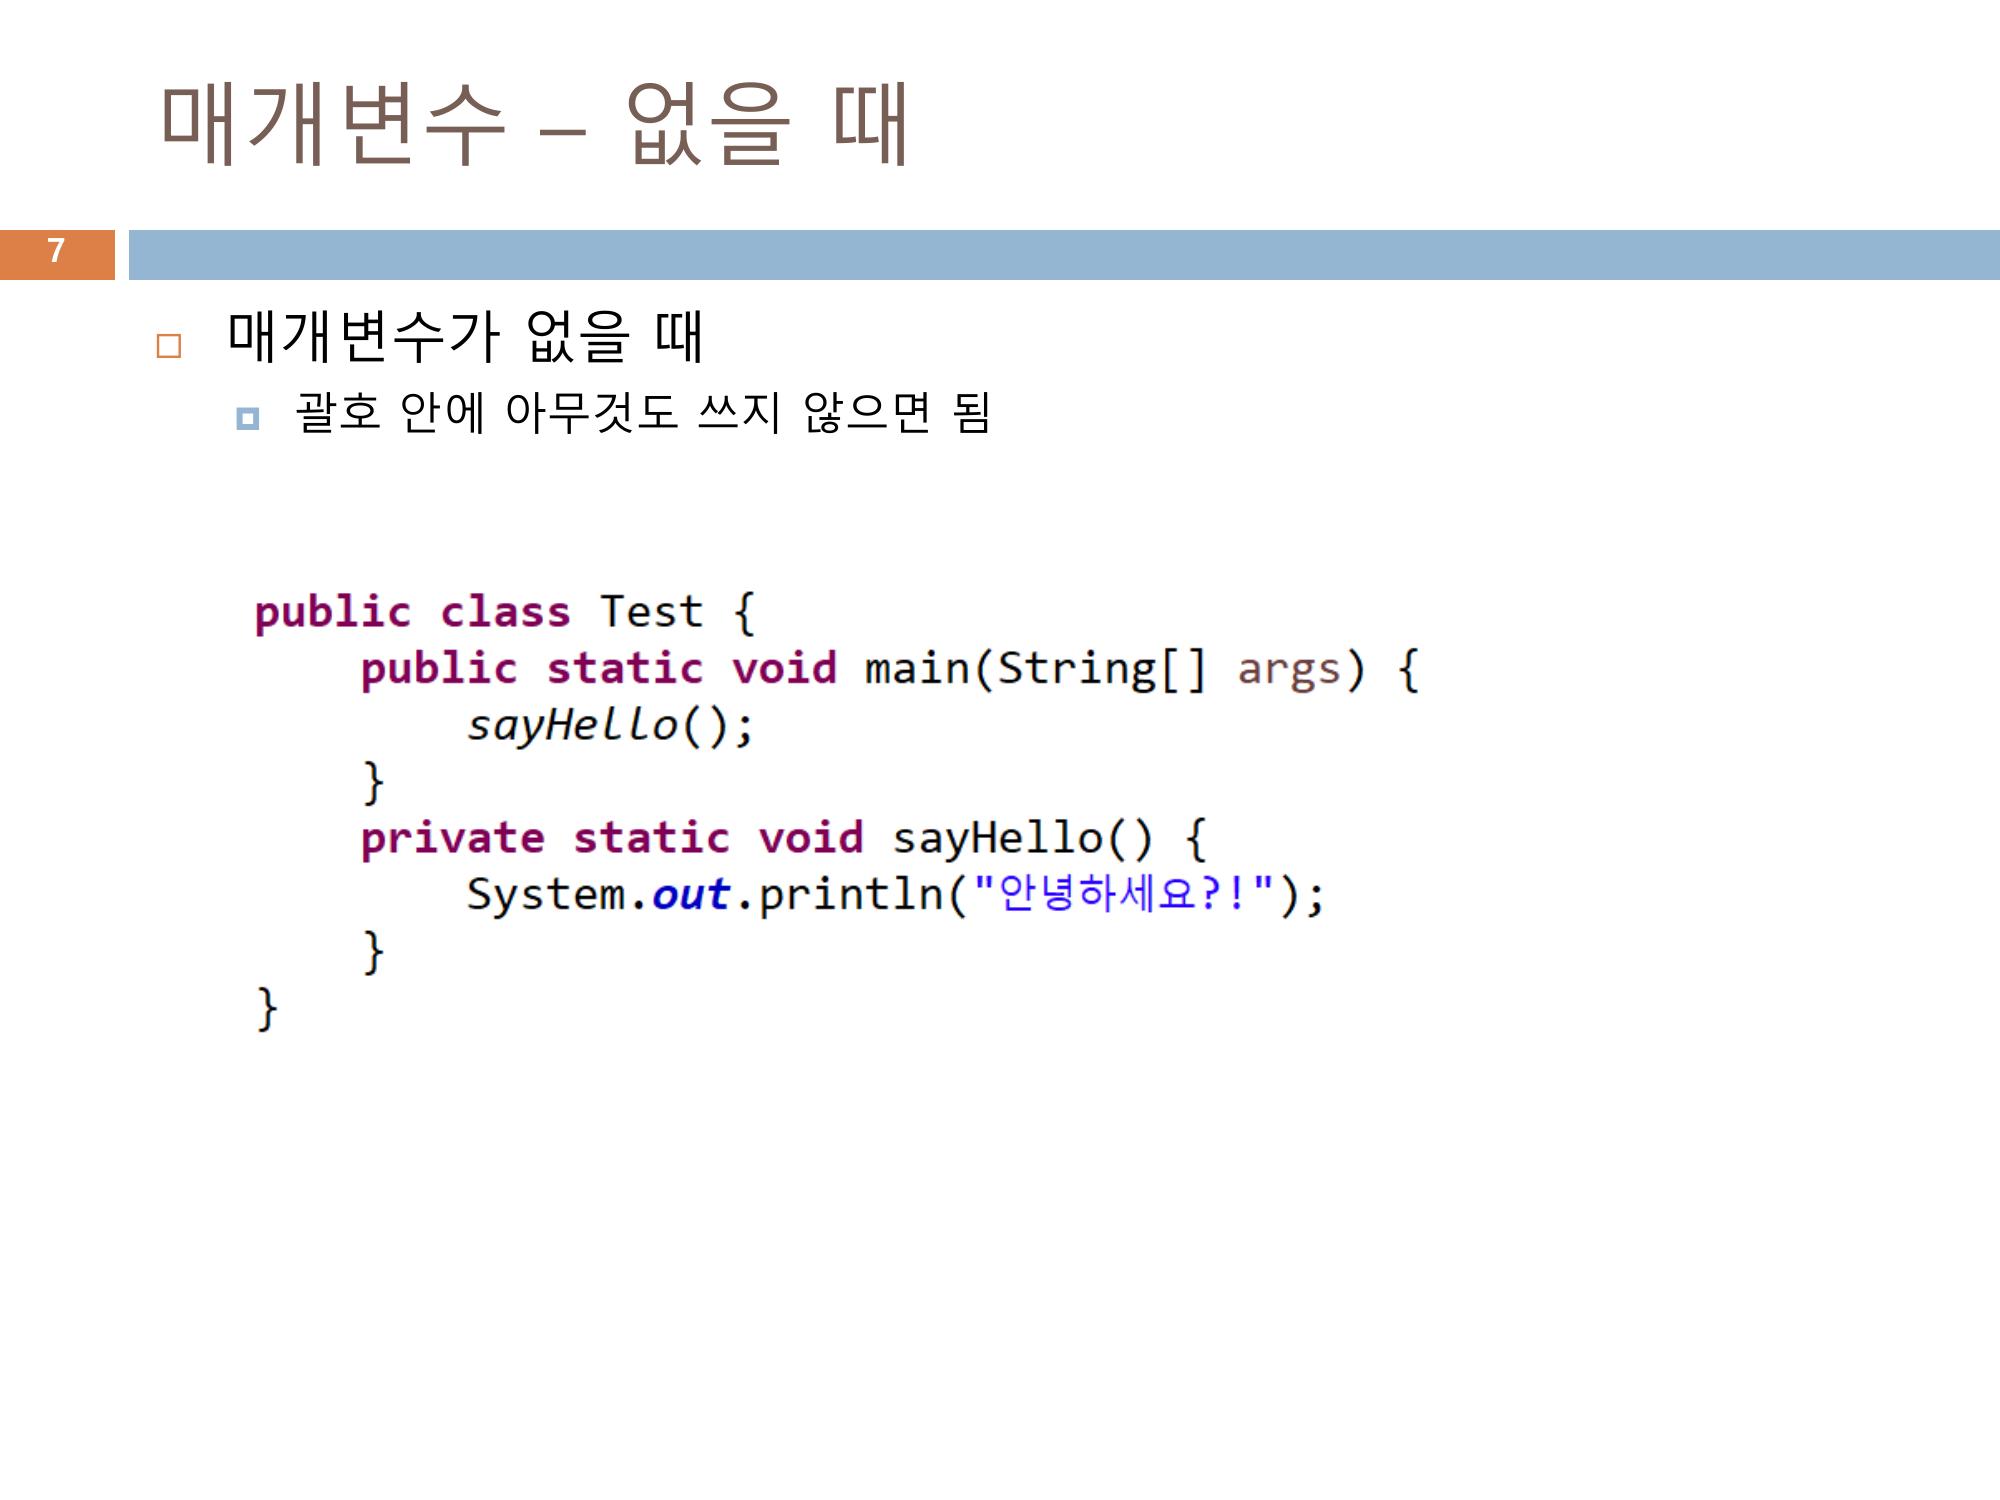 매개변수 – 없을 때
7
매개변수가 없을 때
괄호 안에 아무것도 쓰지 않으면 됨
public class Test {
    public static void main(String[] args) {
        sayHello();
    }
    private static void sayHello() {
        System.out.println("안녕하세요?!");
    }
}